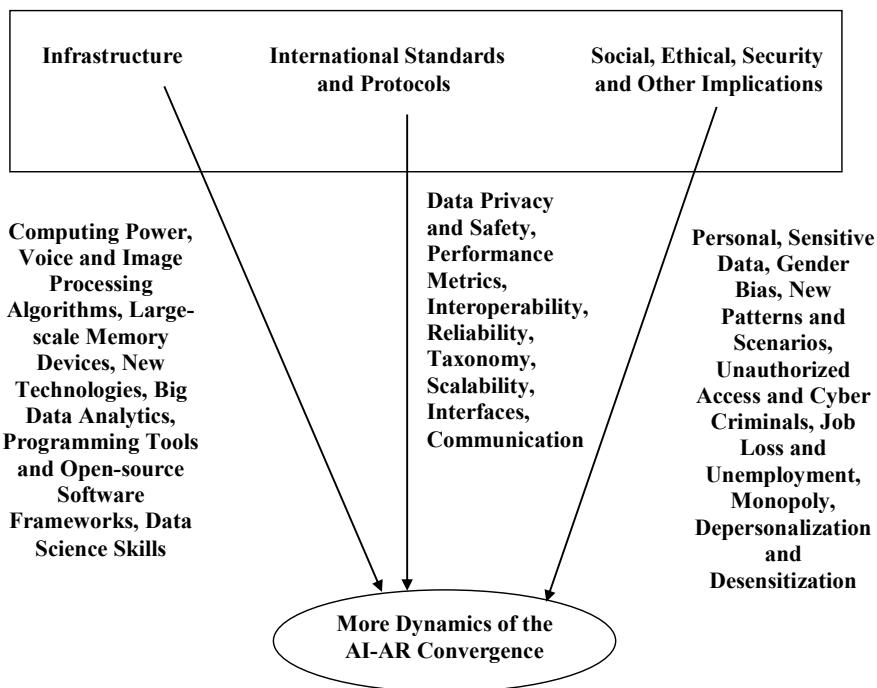 Infrastructure
International Standards
and Protocols
Social, Ethical, Security
and Other Implications
Computing Power,
Voice and Image
Processing
Algorithms, Large-
scale Memory
Devices, New
Technologies, Big
Data Analytics,
Programming Tools
and Open-source
Software
Frameworks, Data
Science Skills
Data Privacy
and Safety,
Performance
Metrics,
Interoperability,
Reliability,
Taxonomy,
Scalability,
Interfaces,
Communication
Personal, Sensitive
Data, Gender
Bias, New
Patterns and
Scenarios,
Unauthorized
Access and Cyber
Criminals, Job
Loss and
Unemployment,
Monopoly,
Depersonalization
and
Desensitization
More Dynamics of the
AI-AR Convergence